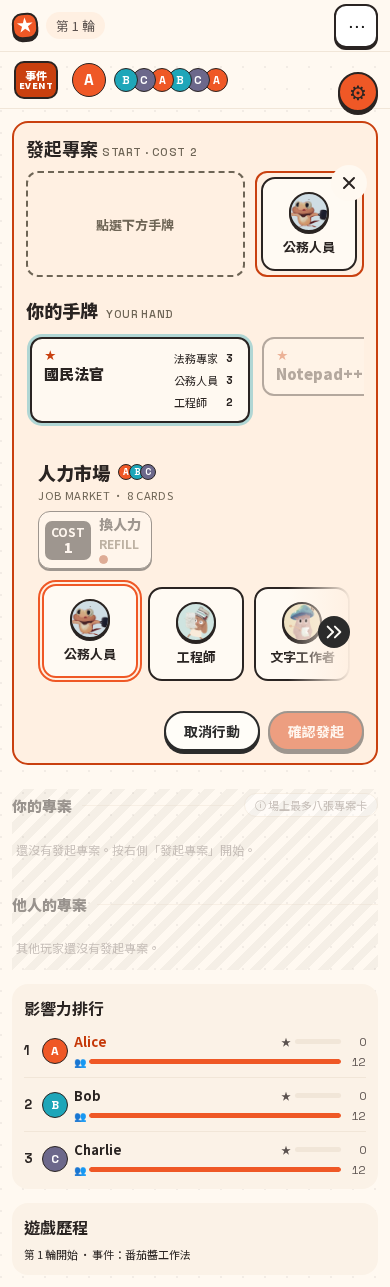 第 1 輪
···
事件
EVENT
A
B C A B C A
發起專案 START · COST 2
點選下方手牌
公務人員
你的手牌 YOUR HAND
★
國民法官
法務專家 3
公務人員 3
工程師 2
★
Notepad++
人力市場 A B C
JOB MARKET · 8 CARDS
COST
1
換人力
REFILL
公務人員
工程師
文字工作者
取消行動
確認發起
你的專案
場上最多八張專案卡
還沒有發起專案。按右側「發起專案」開始。
他人的專案
其他玩家還沒有發起專案。
影響力排行
1 A Alice ★ 0
12
2 B Bob ★ 0
12
3 C Charlie ★ 0
12
遊戲歷程
第 1 輪開始 · 事件：番茄醬工作法